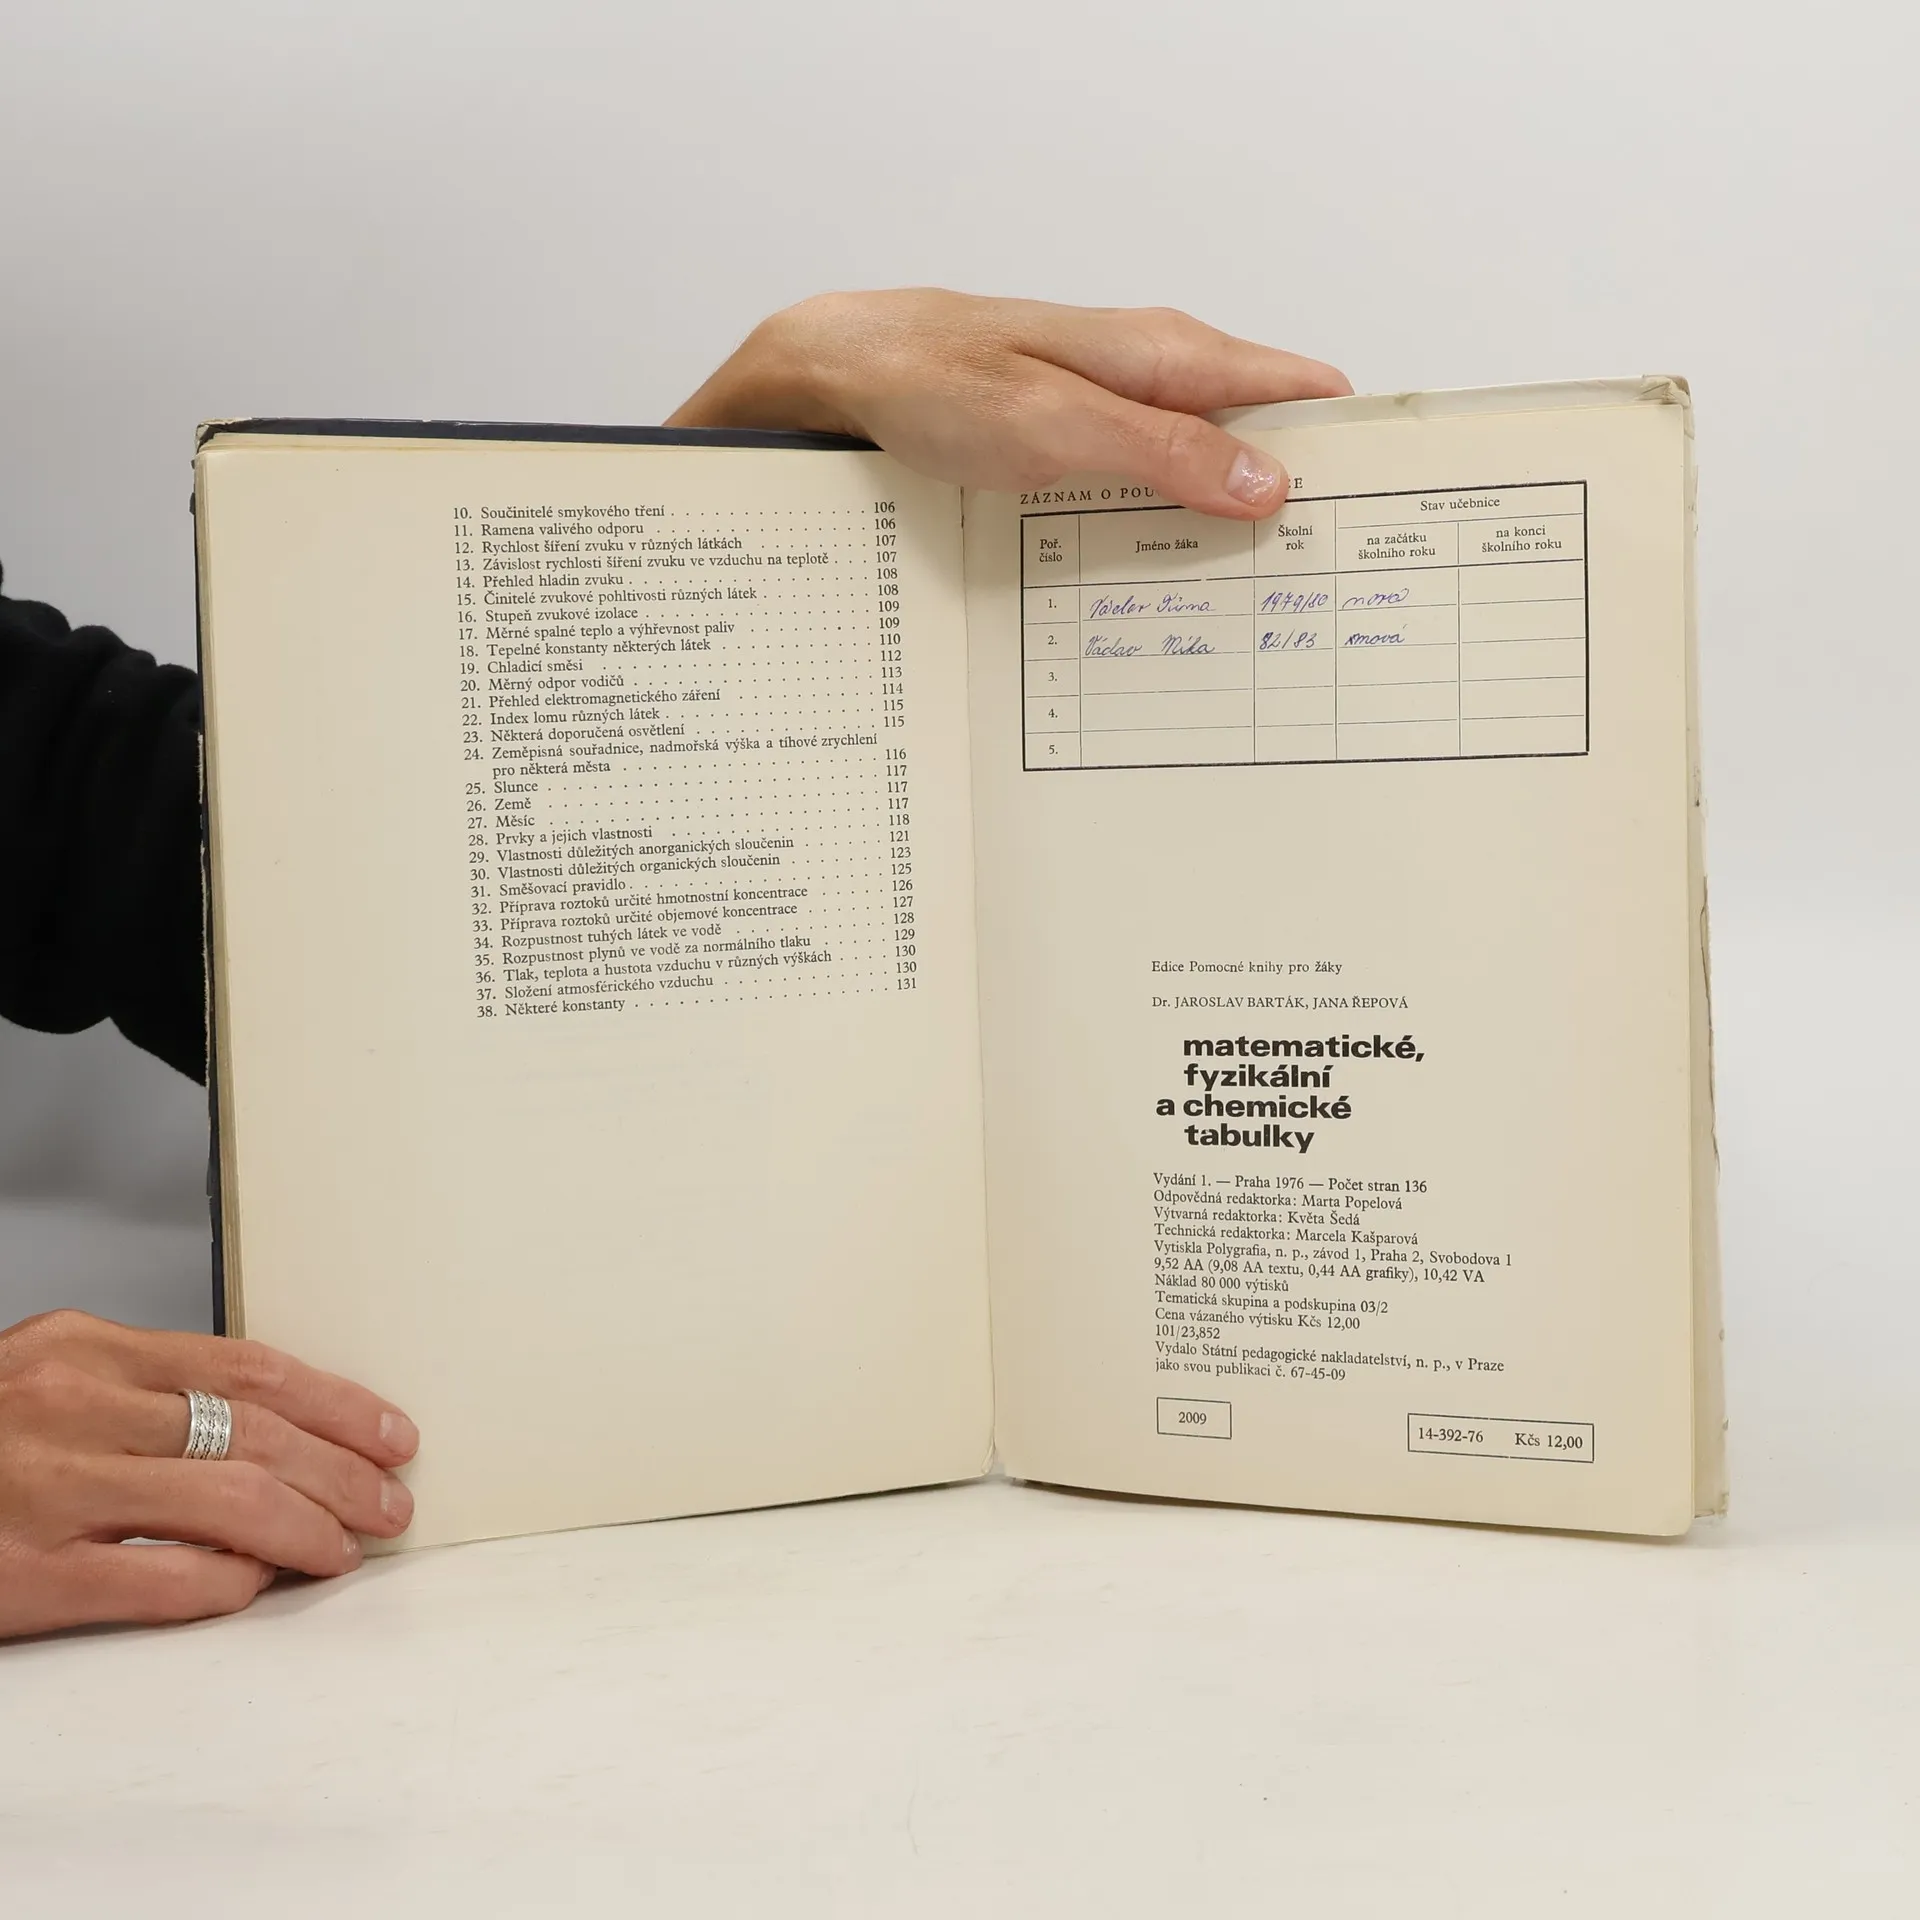 10. Součinitelé smykového tření . . . . . . . . . . . . . . 106
11. Ramena valivého odporu . . . . . . . . . . . . . . . 106
12. Rychlost šíření zvuku v různých látkách . . . . . . . . 107
13. Závislost rychlosti šíření zvuku ve vzduchu na teplotě . . . 107
14. Přehled hladin zvuku . . . . . . . . . . . . . . . . . 108
15. Činitelé zvukové pohltivosti různých látek . . . . . . . . 108
16. Stupeň zvukové izolace . . . . . . . . . . . . . . . . 109
17. Měrné spalné teplo a výhřevnost paliv . . . . . . . . . 109
18. Tepelné konstanty některých látek . . . . . . . . . . . 110
19. Chladicí směsi . . . . . . . . . . . . . . . . . . . 112
20. Měrný odpor vodičů . . . . . . . . . . . . . . . . . 113
21. Přehled elektromagnetického záření . . . . . . . . . . 114
22. Index lomu různých látek . . . . . . . . . . . . . . . 115
23. Některá doporučená osvětlení . . . . . . . . . . . . . 115
24. Zeměpisná souřadnice, nadmořská výška a tíhové zrychlení
pro některá města . . . . . . . . . . . . . . . . . . 116
25. Slunce . . . . . . . . . . . . . . . . . . . . . . . 117
26. Země . . . . . . . . . . . . . . . . . . . . . . . 117
27. Měsíc . . . . . . . . . . . . . . . . . . . . . . . 117
28. Prvky a jejich vlastnosti . . . . . . . . . . . . . . . 118
29. Vlastnosti důležitých anorganických sloučenin . . . . . . 121
30. Vlastnosti důležitých organických sloučenin . . . . . . . 123
31. Směšovací pravidlo . . . . . . . . . . . . . . . . . 125
32. Příprava roztoků určité hmotnostní koncentrace . . . . . 126
33. Příprava roztoků určité objemové koncentrace . . . . . . 127
34. Rozpustnost tuhých látek ve vodě . . . . . . . . . . . 128
35. Rozpustnost plynů ve vodě za normálního tlaku . . . . . 129
36. Tlak, teplota a hustota vzduchu v různých výškách . . . . 130
37. Složení atmosférického vzduchu . . . . . . . . . . . . 130
38. Některé konstanty . . . . . . . . . . . . . . . . . . 131
ZÁZNAM O
Poř. číslo Jméno žáka Školní rok Stav učebnice
na začátku školního roku na konci školního roku
1. 1979/80 nová
2. Václav Míka 82/83 nová
3.
4.
5.
Edice Pomocné knihy pro žáky
Dr. JAROSLAV BARTÁK, JANA ŘEPOVÁ
matematické,
fyzikální
a chemické
tabulky
Vydání 1. — Praha 1976 — Počet stran 136
Odpovědná redaktorka: Marta Popelová
Výtvarná redaktorka: Květa Šedá
Technická redaktorka: Marcela Kašparová
Vytiskla Polygrafia, n. p., závod 1, Praha 2, Svobodova 1
9,52 AA (9,08 AA textu, 0,44 AA grafiky), 10,42 VA
Náklad 80 000 výtisků
Tematická skupina a podskupina 03/2
Cena vázaného výtisku Kčs 12,00
101/23,852
Vydalo Státní pedagogické nakladatelství, n. p., v Praze
jako svou publikaci č. 67-45-09
2009
14-392-76 Kčs 12,00